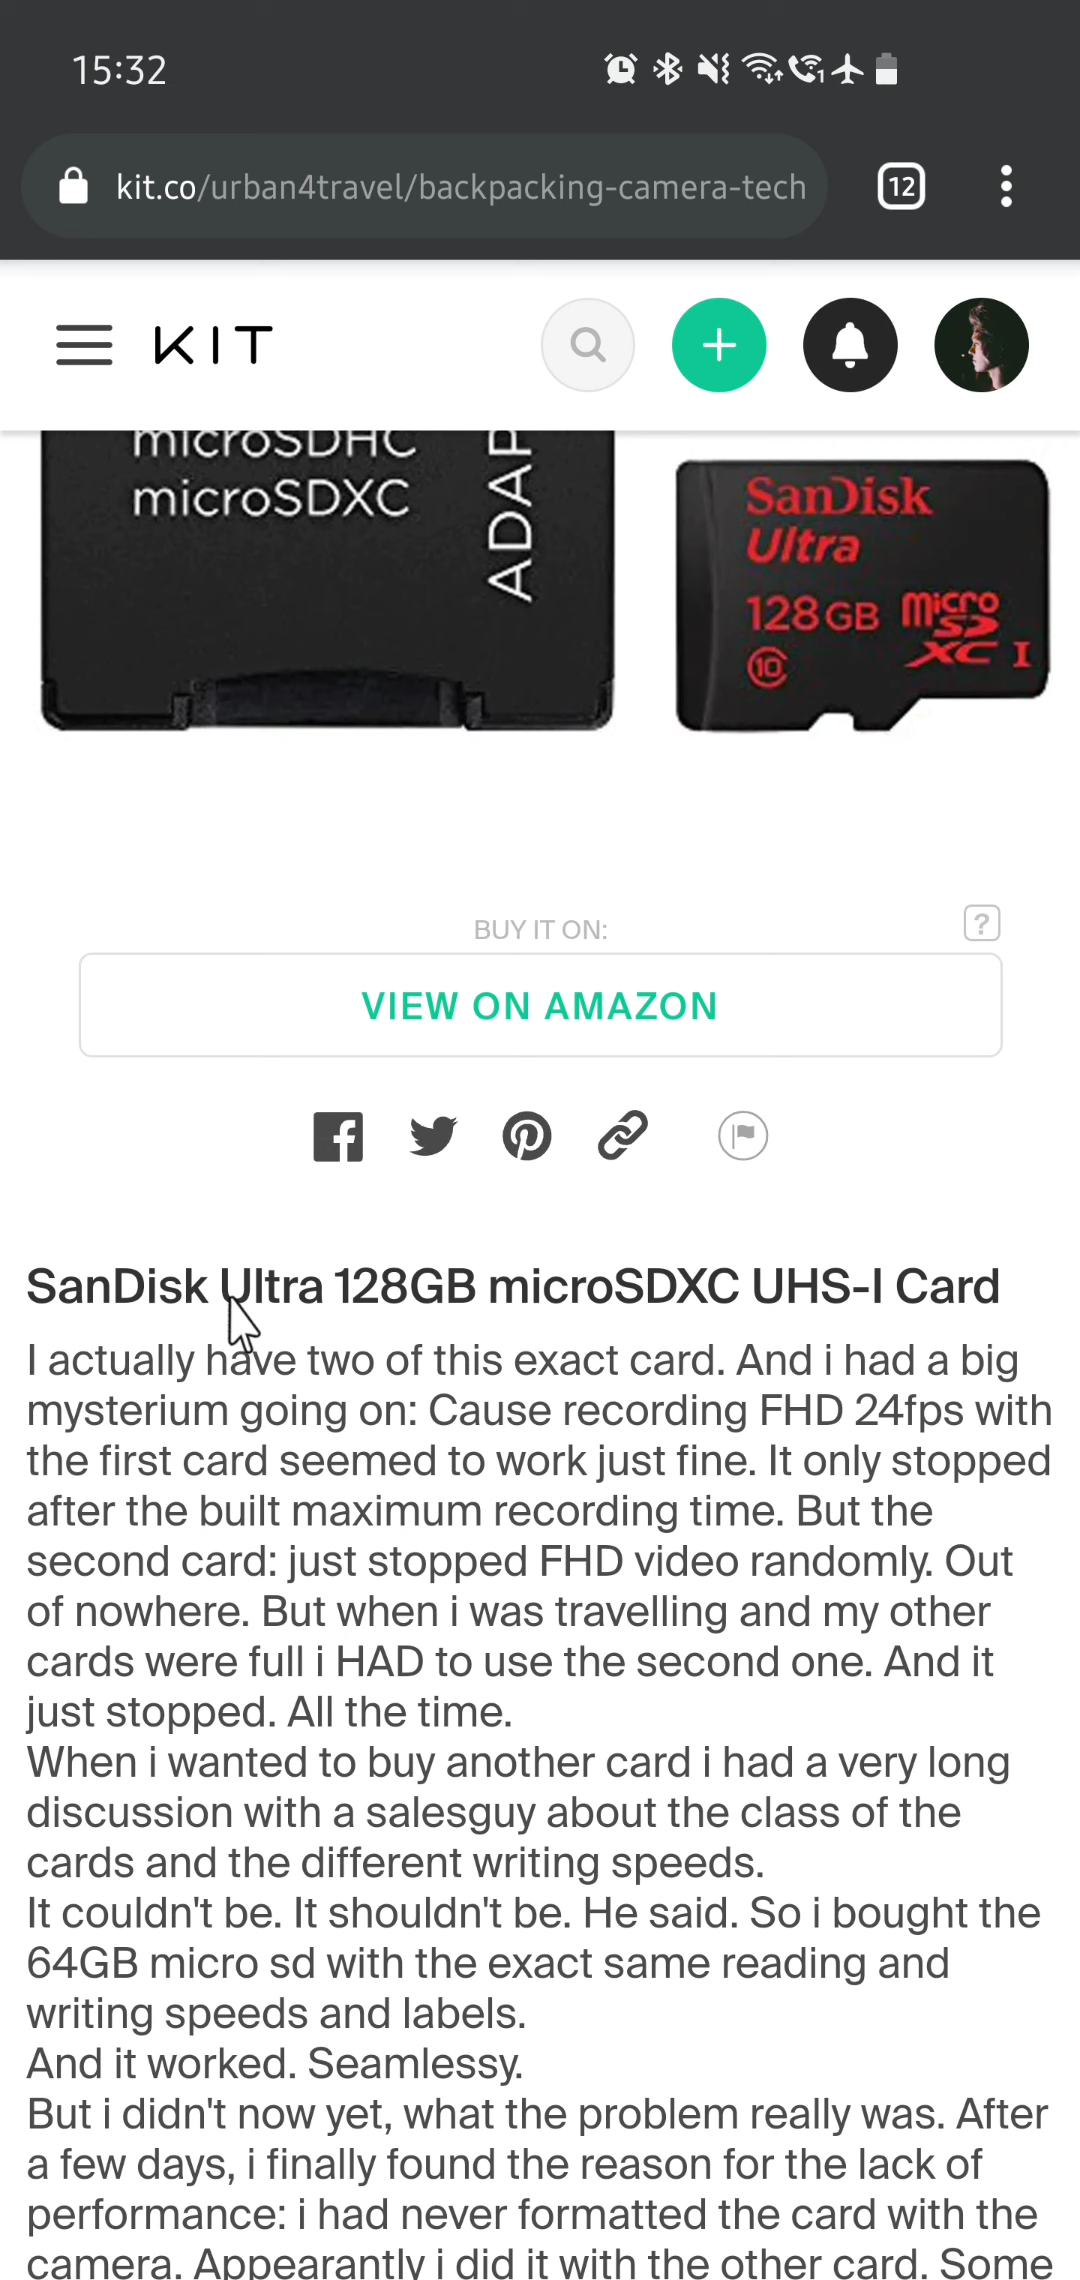 15:32
kit.co/urban4travel/backpacking-camera-tech
12
KIT
microSDHC
microSDXC
ADAP
SanDisk
Ultra
128GB micro SD XC I
10
BUY IT ON:
?
VIEW ON AMAZON
SanDisk Ultra 128GB microSDXC UHS-I Card
I actually have two of this exact card. And i had a big
mysterium going on: Cause recording FHD 24fps with
the first card seemed to work just fine. It only stopped
after the built maximum recording time. But the
second card: just stopped FHD video randomly. Out
of nowhere. But when i was travelling and my other
cards were full i HAD to use the second one. And it
just stopped. All the time.
When i wanted to buy another card i had a very long
discussion with a salesguy about the class of the
cards and the different writing speeds.
It couldn't be. It shouldn't be. He said. So i bought the
64GB micro sd with the exact same reading and
writing speeds and labels.
And it worked. Seamlessy.
But i didn't now yet, what the problem really was. After
a few days, i finally found the reason for the lack of
performance: i had never formatted the card with the
camera. Appearantly i did it with the other card. Some